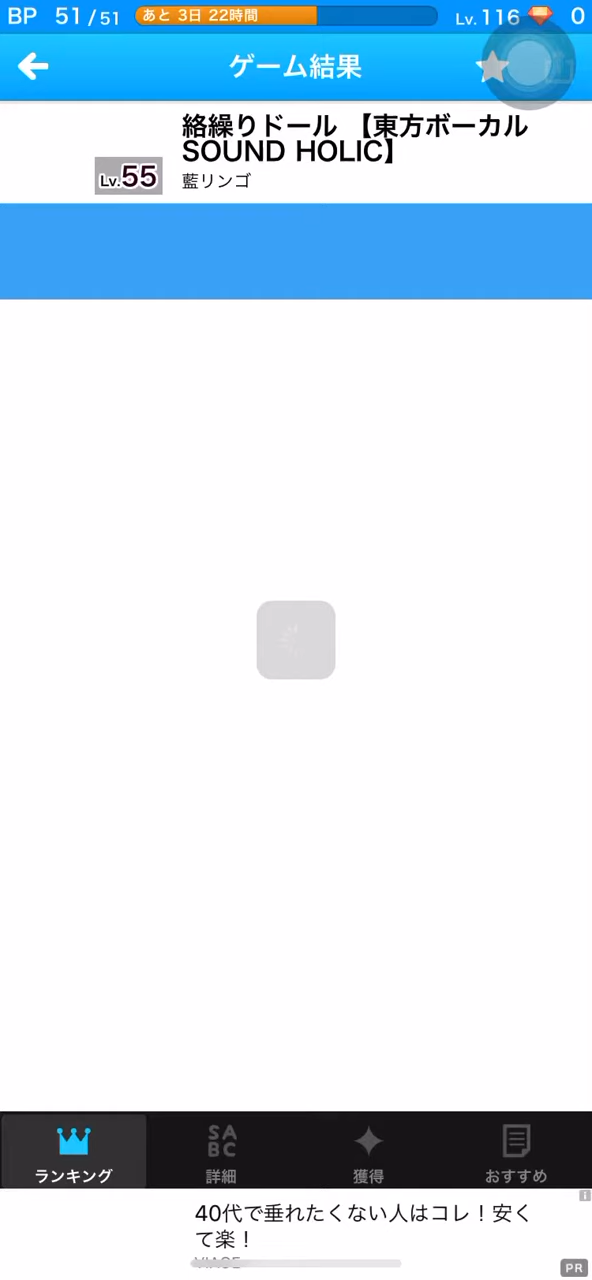 BP 51/51 あと 3日 22時間 Lv.116 0
ゲーム結果
絡繰りドール 【東方ボーカル
SOUND HOLIC】
Lv.55
藍リンゴ
SA
BC
ランキング 詳細 獲得 おすすめ
40代で垂れたくない人はコレ！安く
て楽！
PR